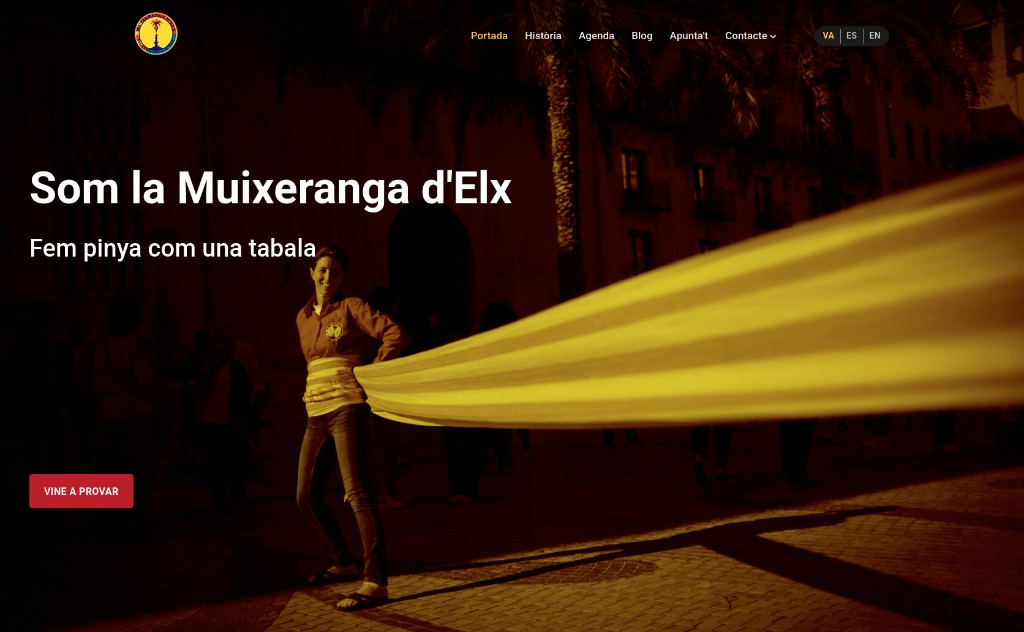 Portada
Història
Agenda
Blog
Apunta't
Contacte
VA
ES
EN
Som la Muixeranga d'Elx
Fem pinya com una tabala
VINE A PROVAR